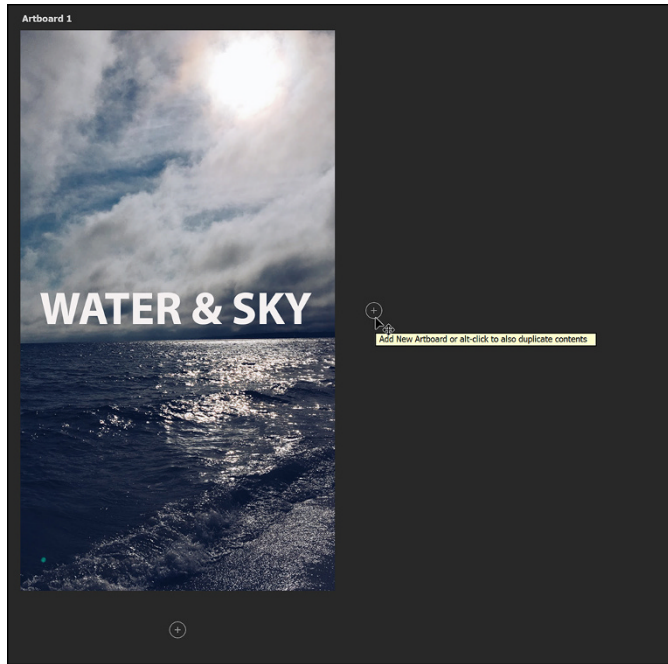 Artboard 1
WATER & SKY
Add New Artboard or alt-click to also duplicate contents